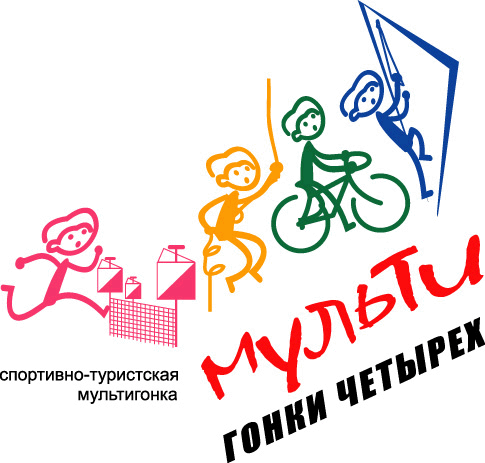 мульти
ГОНКИ ЧЕТЫРЕХ
спортивно-туристская
мультигонка